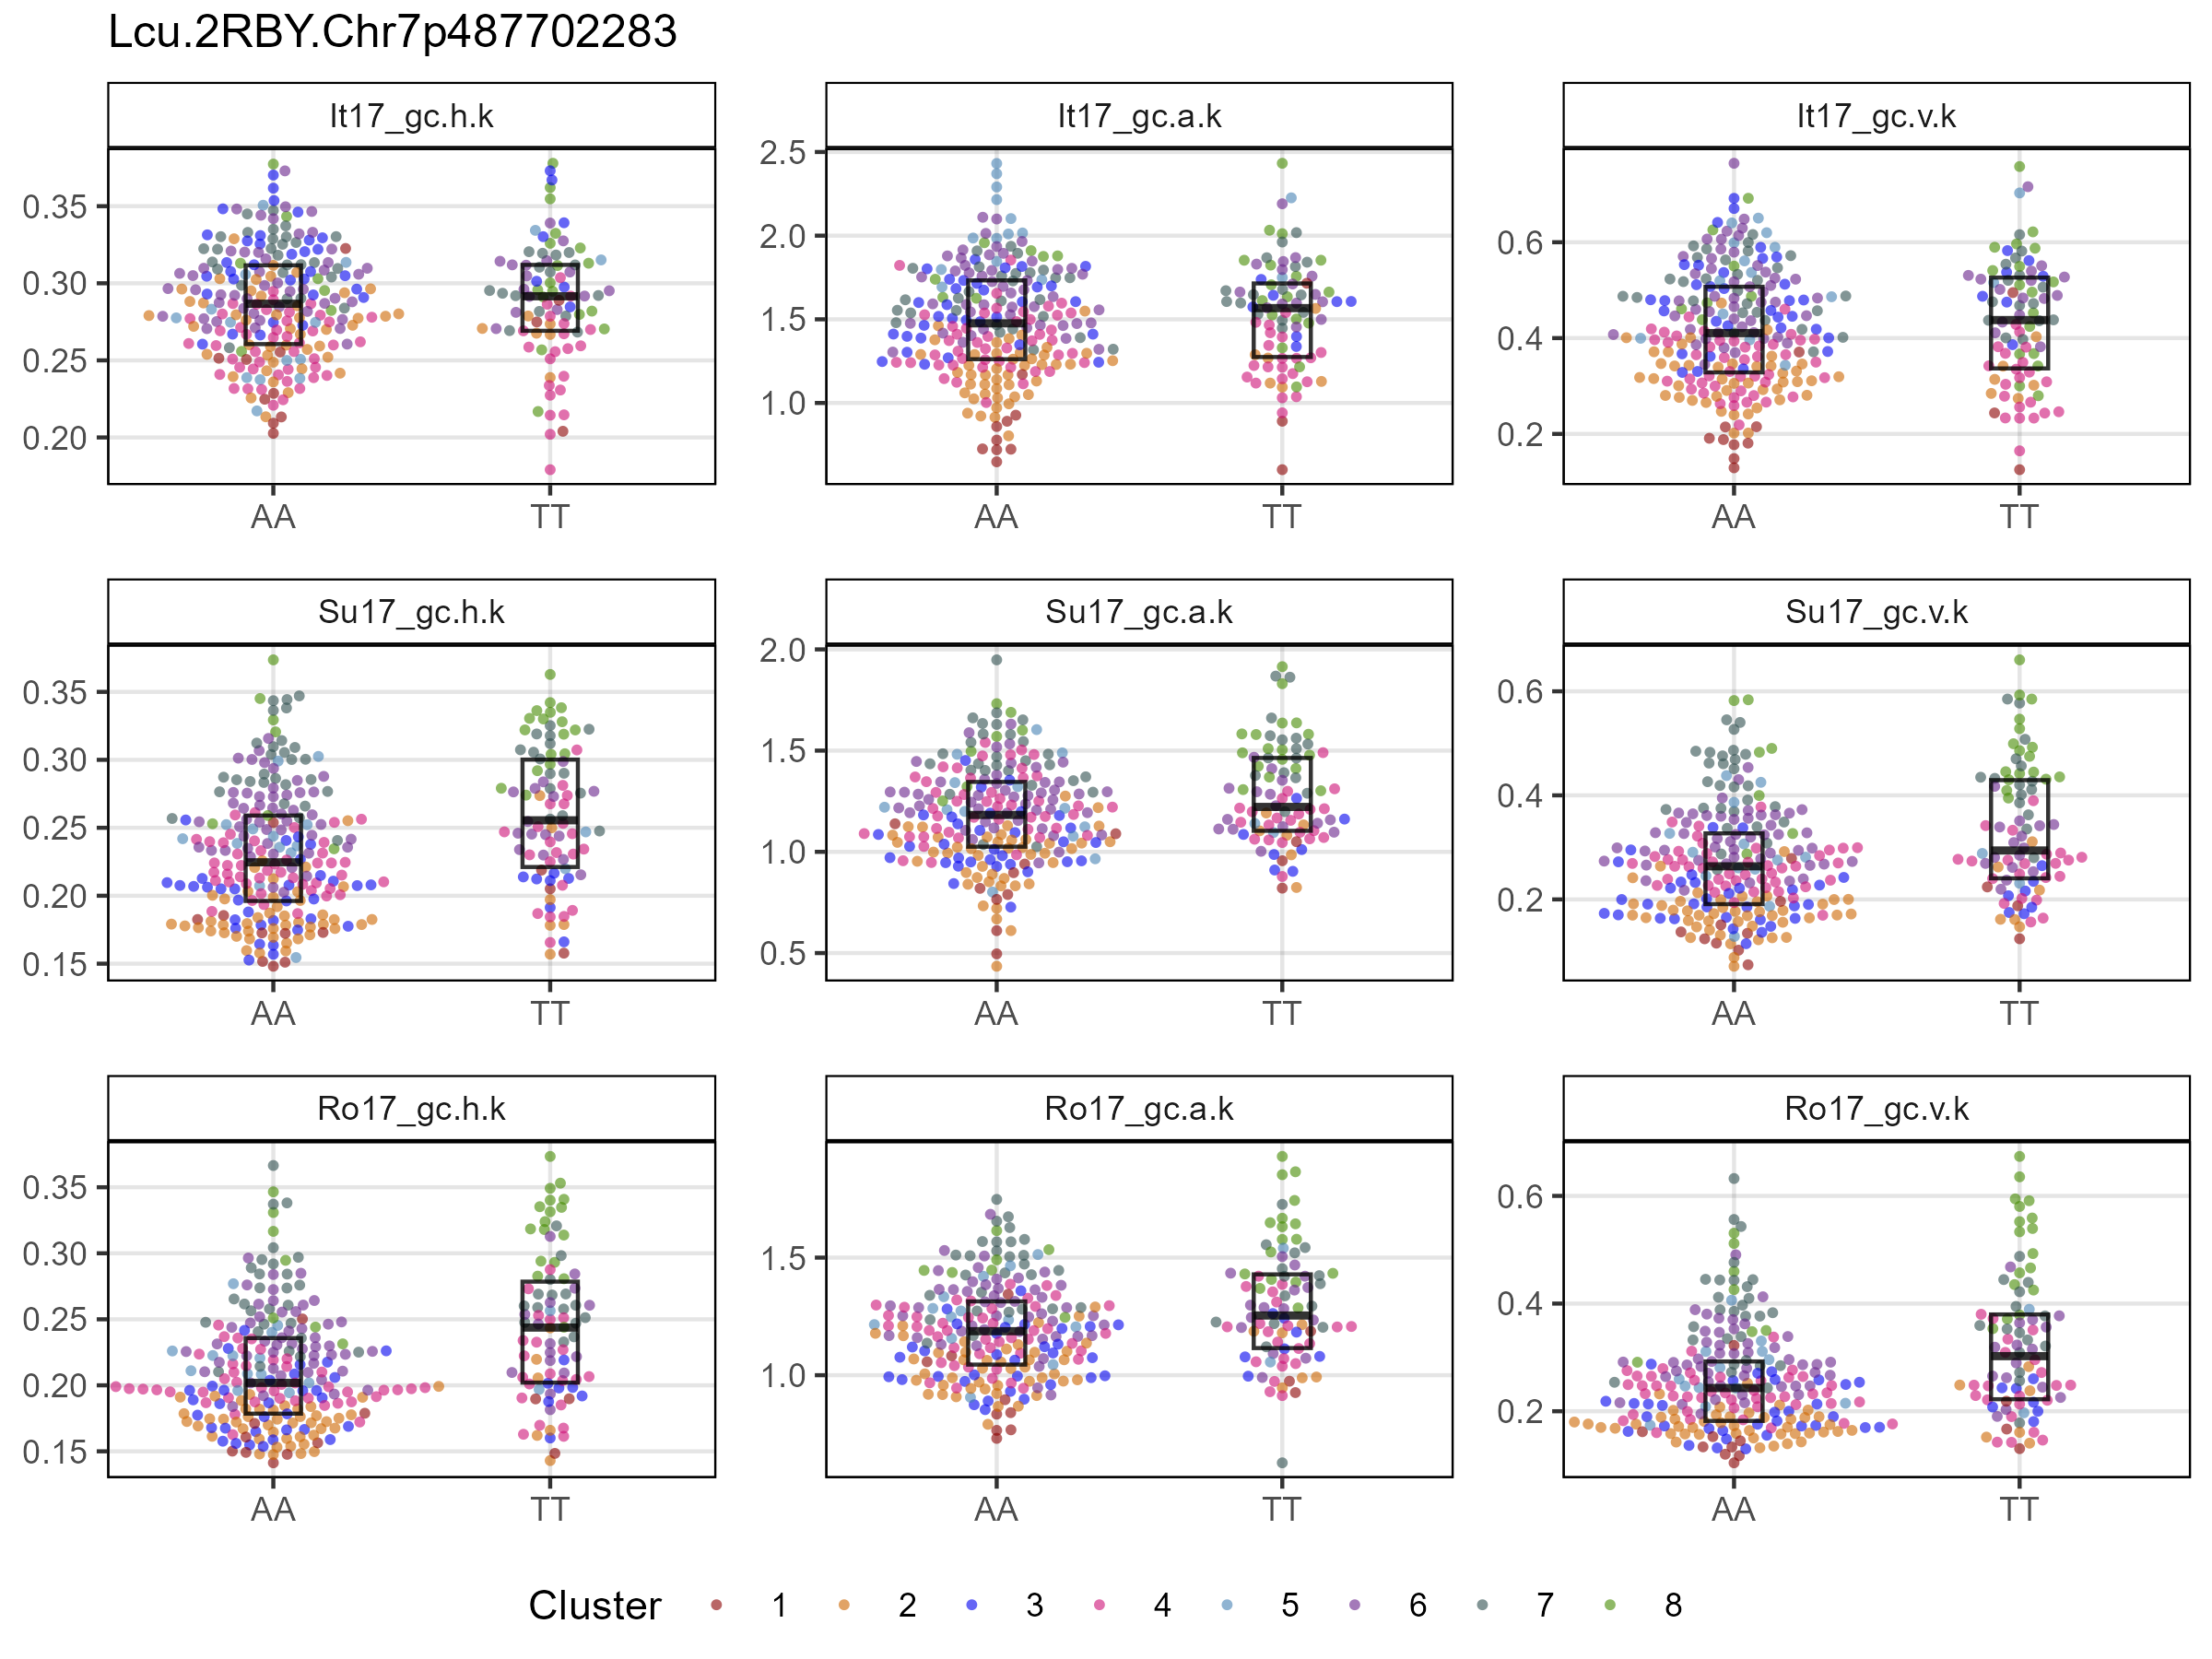 Lcu.2RBY.Chr7p487702283
It17_gc.h.k
It17_gc.a.k
It17_gc.v.k
0.35
0.30
0.25
0.20
2.5
2.0
1.5
1.0
0.6
0.4
0.2
AA TT
AA TT
AA TT
Su17_gc.h.k
Su17_gc.a.k
Su17_gc.v.k
0.35
0.30
0.25
0.20
0.15
2.0
1.5
1.0
0.5
0.6
0.4
0.2
AA TT
AA TT
AA TT
Ro17_gc.h.k
Ro17_gc.a.k
Ro17_gc.v.k
0.35
0.30
0.25
0.20
0.15
1.5
1.0
0.6
0.4
0.2
AA TT
AA TT
AA TT
Cluster 1 2 3 4 5 6 7 8